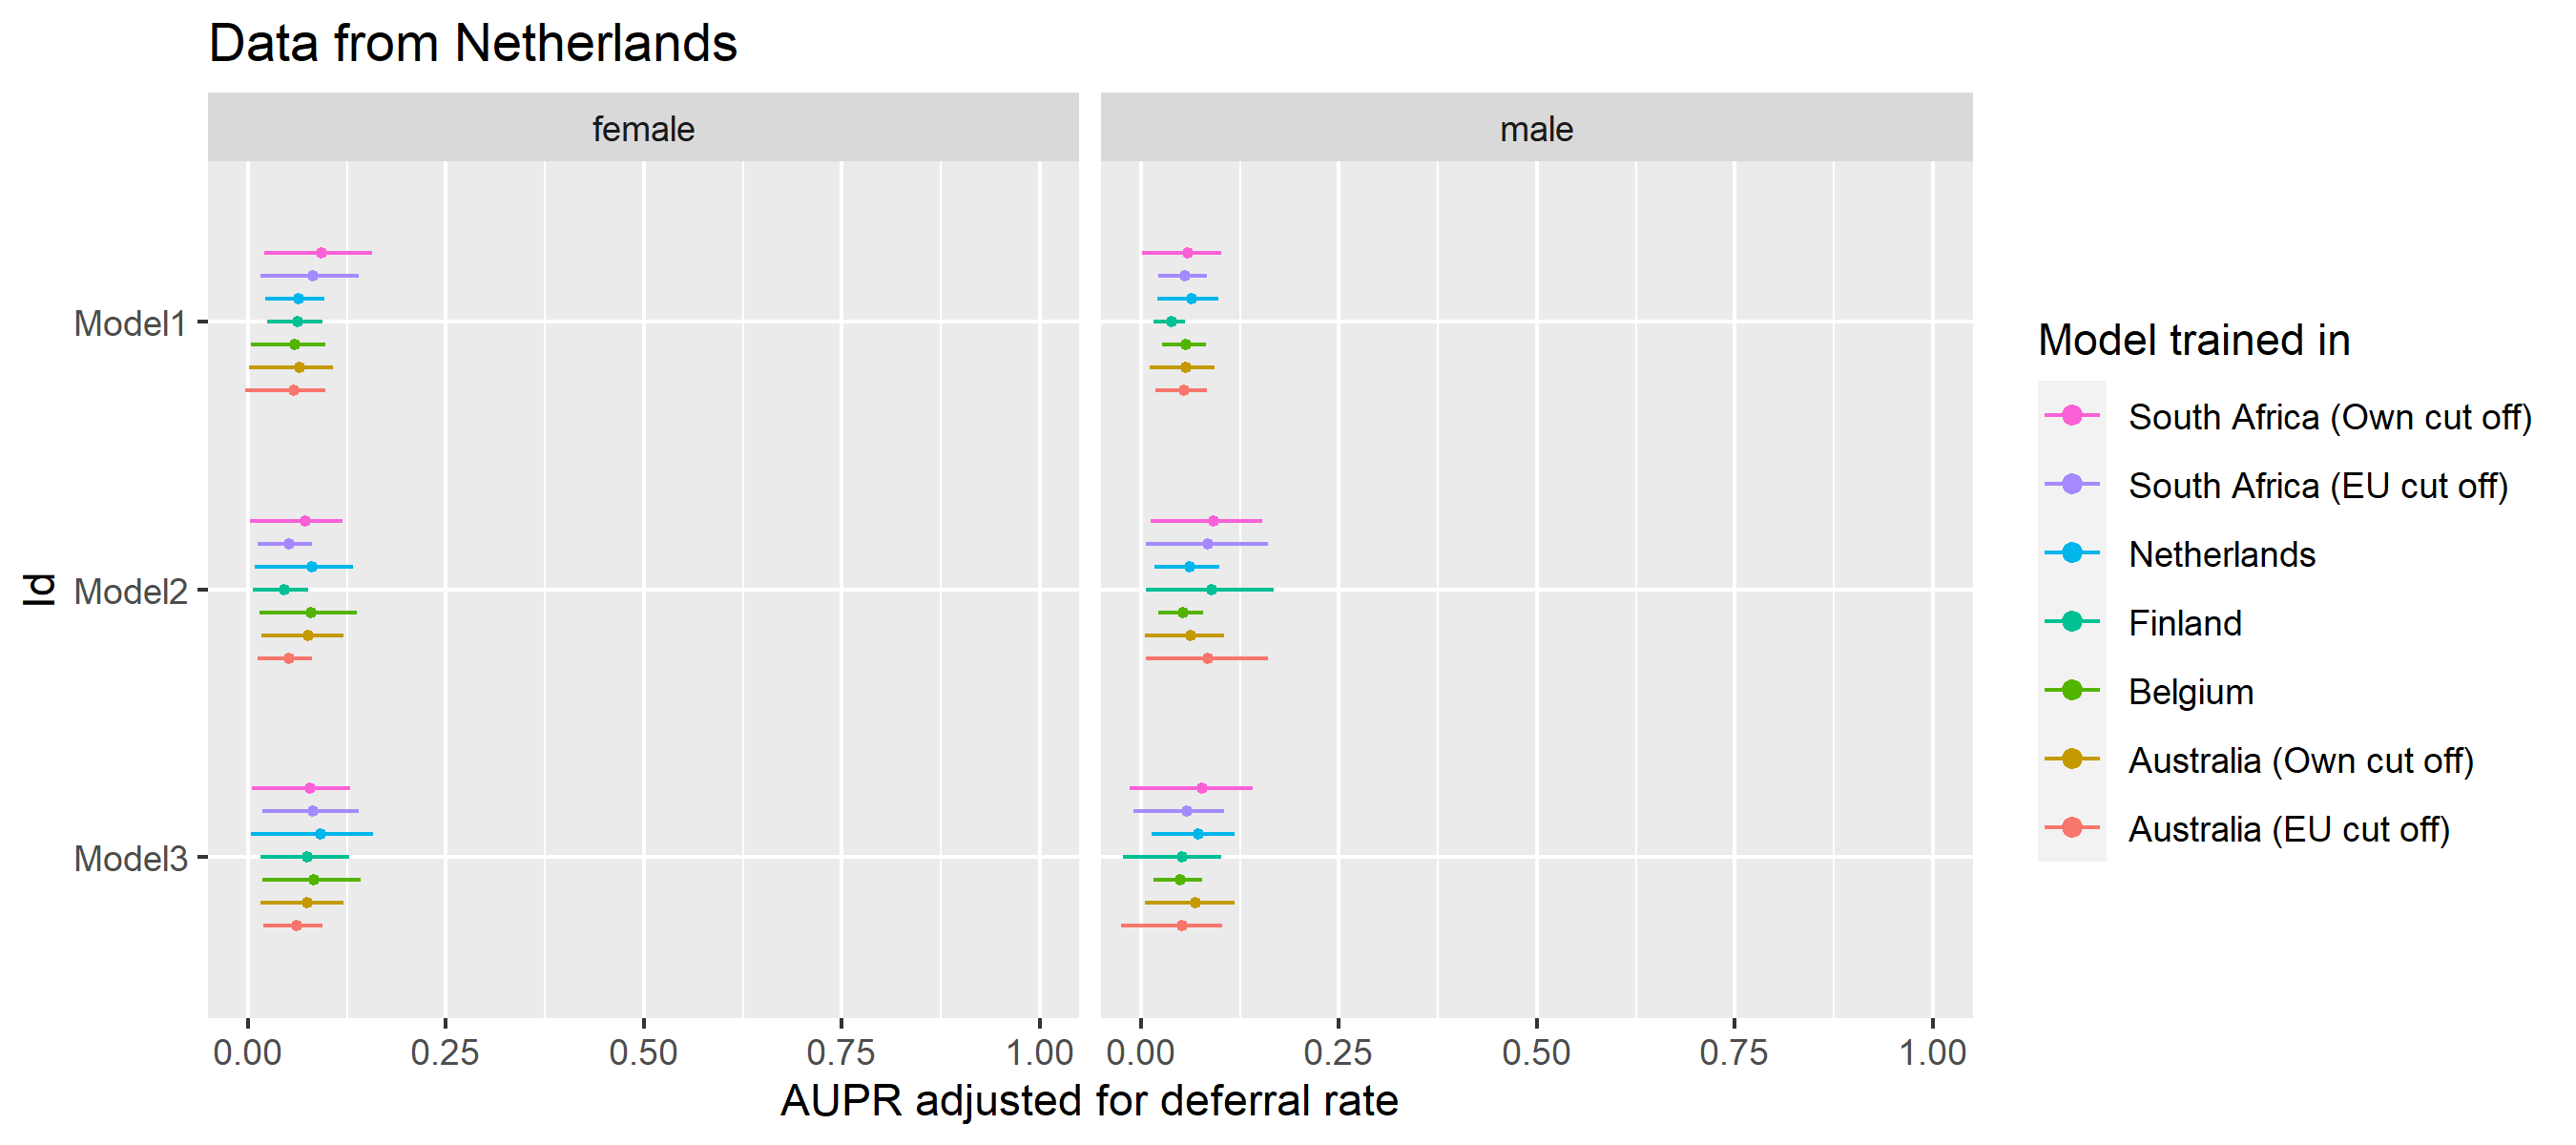 Data from Netherlands
female
male
Id
Model1
Model2
Model3
0.00 0.25 0.50 0.75 1.00
0.00 0.25 0.50 0.75 1.00
AUPR adjusted for deferral rate
Model trained in
South Africa (Own cut off)
South Africa (EU cut off)
Netherlands
Finland
Belgium
Australia (Own cut off)
Australia (EU cut off)